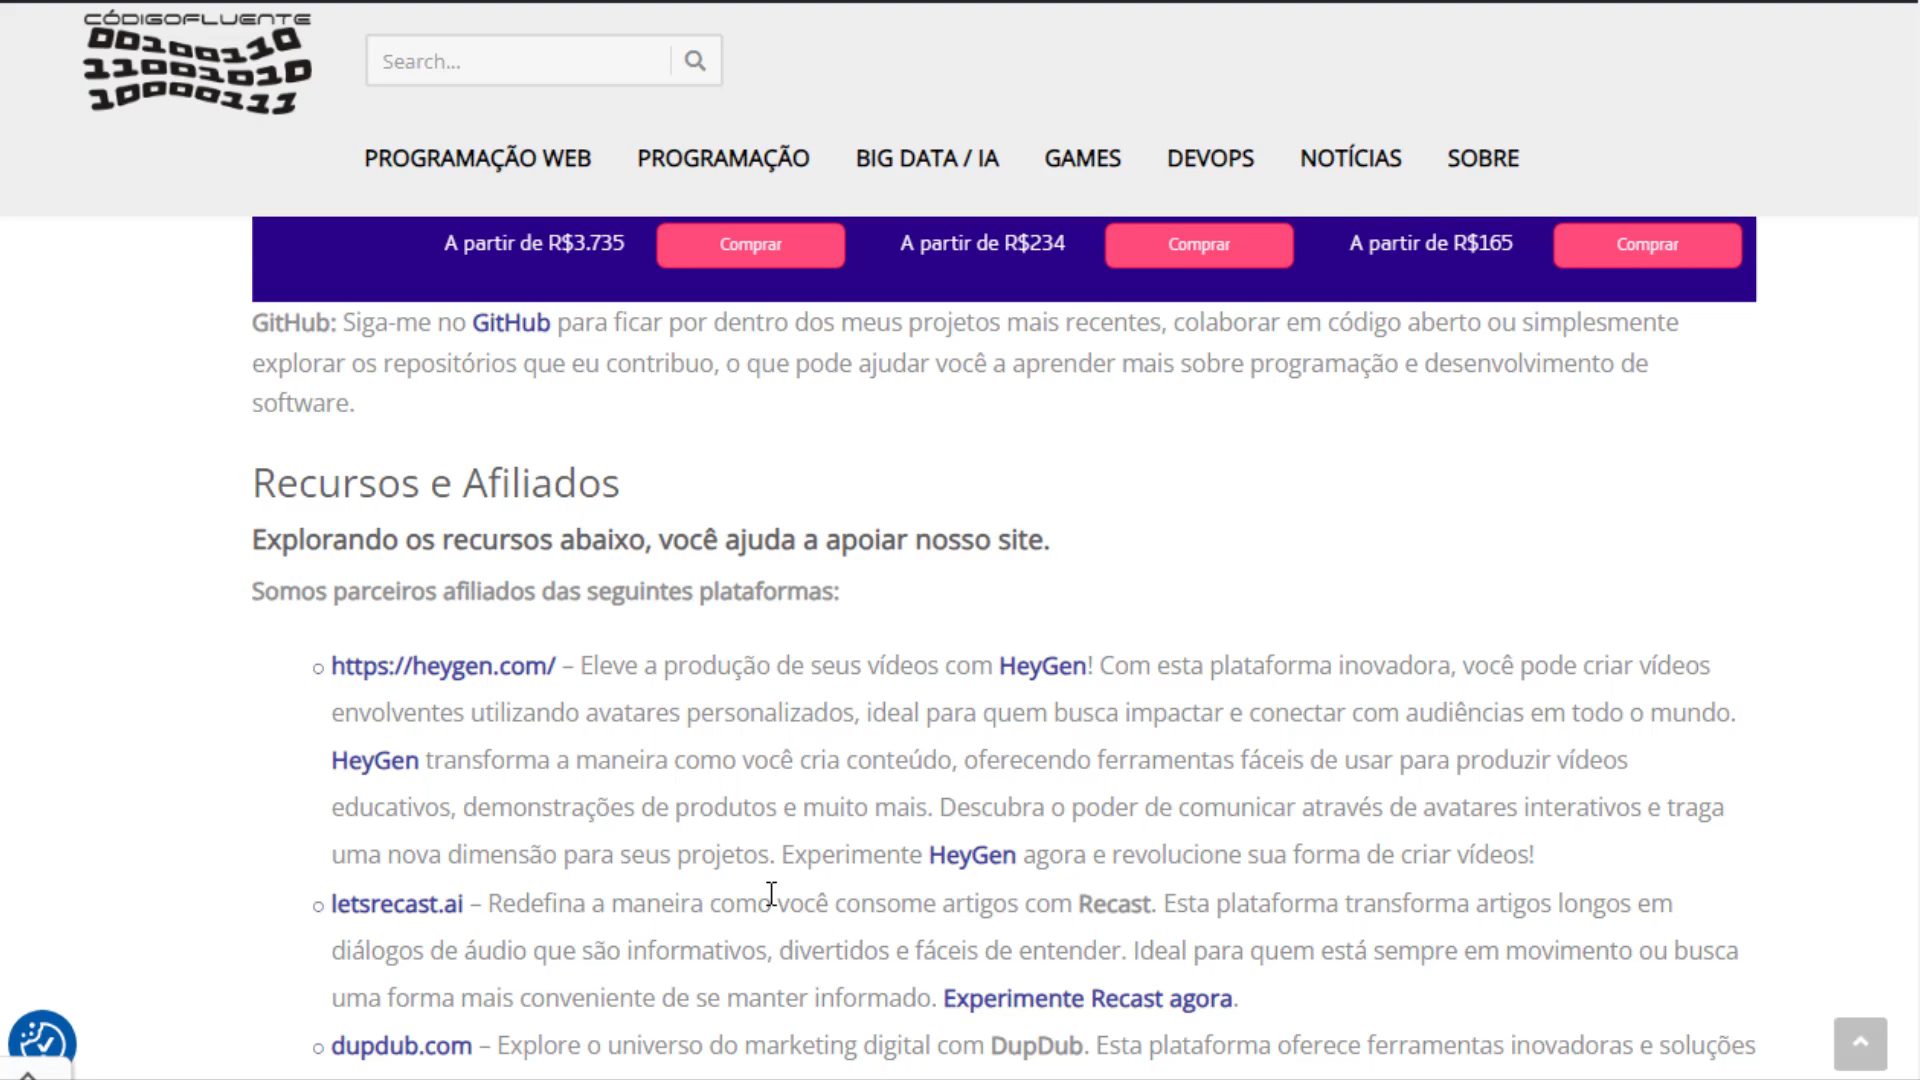 CÓDIGOFLUENTE
00100110
11001010
10000111
Search...
PROGRAMAÇÃO WEB PROGRAMAÇÃO BIG DATA / IA GAMES DEVOPS NOTÍCIAS SOBRE
A partir de R$3.735 Comprar A partir de R$234 Comprar A partir de R$165 Comprar
GitHub: Siga-me no GitHub para ficar por dentro dos meus projetos mais recentes, colaborar em código aberto ou simplesmente
explorar os repositórios que eu contribuo, o que pode ajudar você a aprender mais sobre programação e desenvolvimento de
software.
Recursos e Afiliados
Explorando os recursos abaixo, você ajuda a apoiar nosso site.
Somos parceiros afiliados das seguintes plataformas:
https://heygen.com/ – Eleve a produção de seus vídeos com HeyGen! Com esta plataforma inovadora, você pode criar vídeos
envolventes utilizando avatares personalizados, ideal para quem busca impactar e conectar com audiências em todo o mundo.
HeyGen transforma a maneira como você cria conteúdo, oferecendo ferramentas fáceis de usar para produzir vídeos
educativos, demonstrações de produtos e muito mais. Descubra o poder de comunicar através de avatares interativos e traga
uma nova dimensão para seus projetos. Experimente HeyGen agora e revolucione sua forma de criar vídeos!
letsrecast.ai – Redefina a maneira como você consome artigos com Recast. Esta plataforma transforma artigos longos em
diálogos de áudio que são informativos, divertidos e fáceis de entender. Ideal para quem está sempre em movimento ou busca
uma forma mais conveniente de se manter informado. Experimente Recast agora.
dupdub.com – Explore o universo do marketing digital com DupDub. Esta plataforma oferece ferramentas inovadoras e soluções